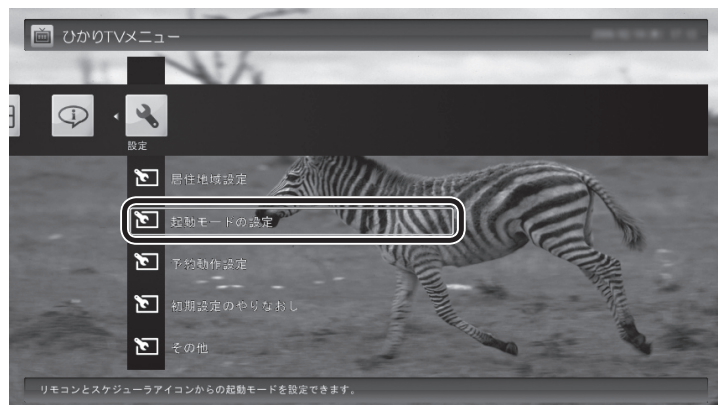 ひかりTVメニュー
設定
居住地域設定
起動モードの設定
予約動作設定
初期設定のやりなおし
その他
リモコンとスケジューラアイコンからの起動モードを設定できます。